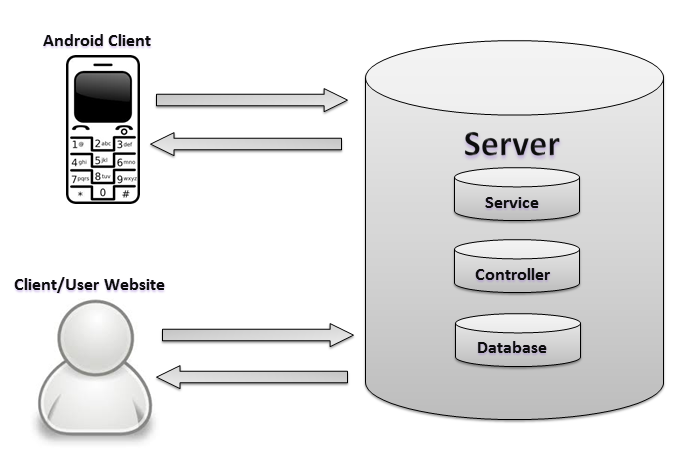 Android Client
1@ 2abc 3def
4ghi 5jkl 6mno
7pqrs 8tuv 9wxyz
* 0 #
Server
Service
Controller
Database
Client/User Website